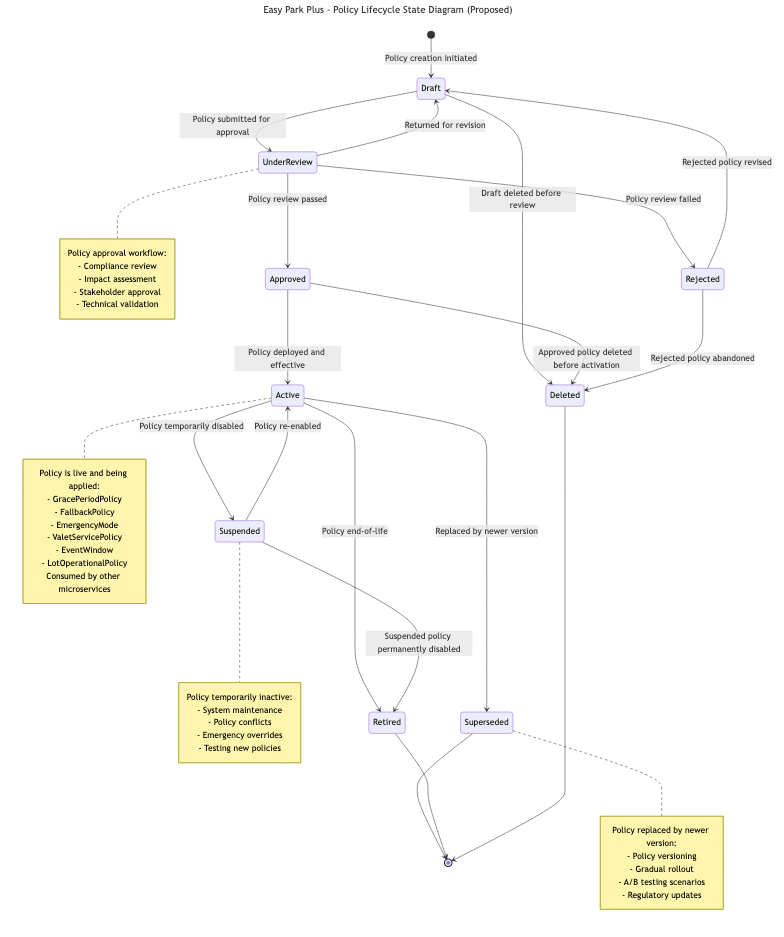 Easy Park Plus - Policy Lifecycle State Diagram (Proposed)
Policy creation initiated
Draft
Policy submitted for
approval
Returned for revision
UnderReview
Rejected policy revised
Draft deleted before
review
Policy review passed
Policy review failed
Policy approval workflow:
- Compliance review
- Impact assessment
- Stakeholder approval
- Technical validation
Approved
Rejected
Policy deployed and
effective
Approved policy deleted
before activation
Rejected policy abandoned
Active
Deleted
Policy temporarily disabled
Policy re-enabled
Policy is live and being
applied:
- GracePeriodPolicy
- FallbackPolicy
- EmergencyMode
- ValetServicePolicy
- EventWindow
- LotOperationalPolicy
Consumed by other
microservices
Suspended
Policy end-of-life
Replaced by newer version
Suspended policy
permanently disabled
Policy temporarily inactive:
- System maintenance
- Policy conflicts
- Emergency overrides
- Testing new policies
Retired
Superseded
Policy replaced by newer
version:
- Policy versioning
- Gradual rollout
- A/B testing scenarios
- Regulatory updates